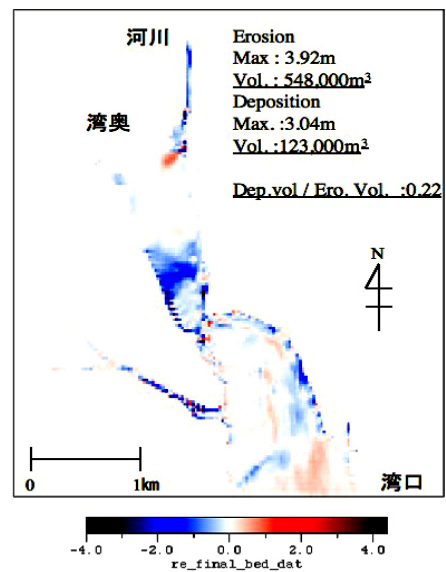 河川
Erosion
Max : 3.92m
Vol. : 548,000m³
湾奥
Deposition
Max. :3.04m
Vol. :123,000m³
Dep.vol / Ero. Vol. :0.22
N
0 1km
湾口
-4.0 -2.0 0.0 2.0 4.0
re_final_bed_dat